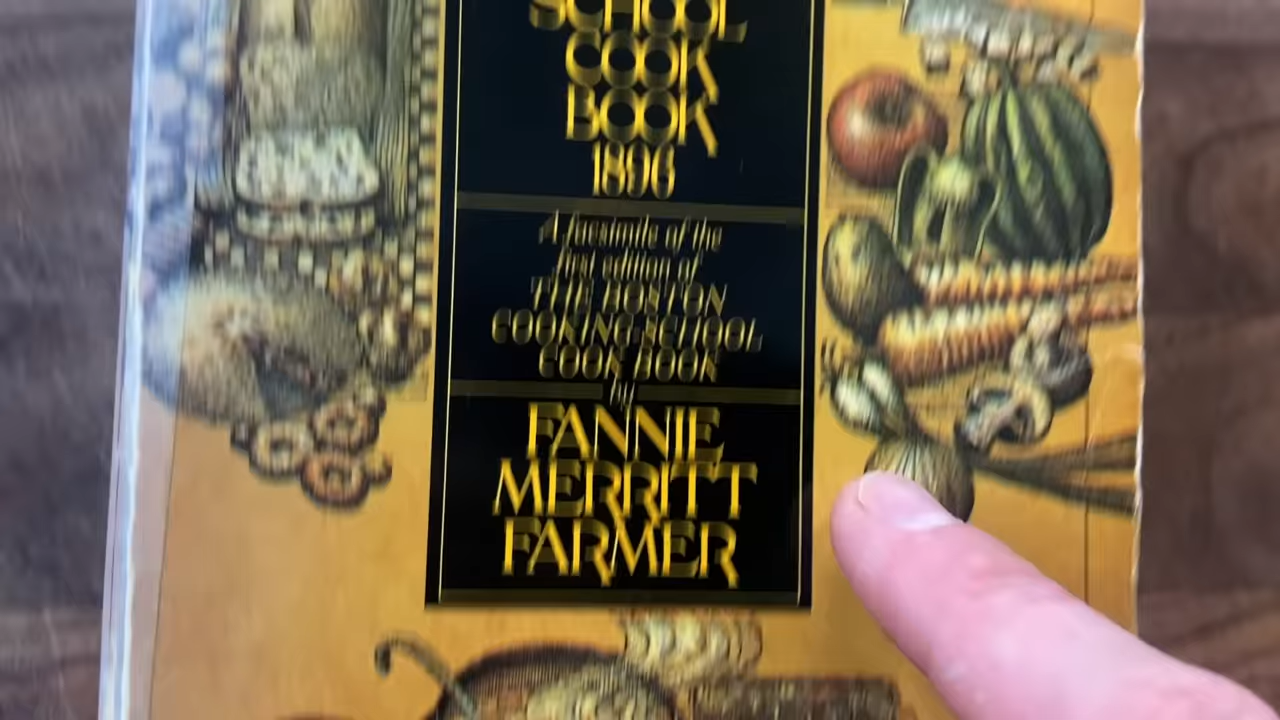 SCHOOL
COOK
BOOK
1896
A facsimile of the
first edition of
THE BOSTON
COOKING-SCHOOL
COOK BOOK
by
FANNIE
MERRITT
FARMER